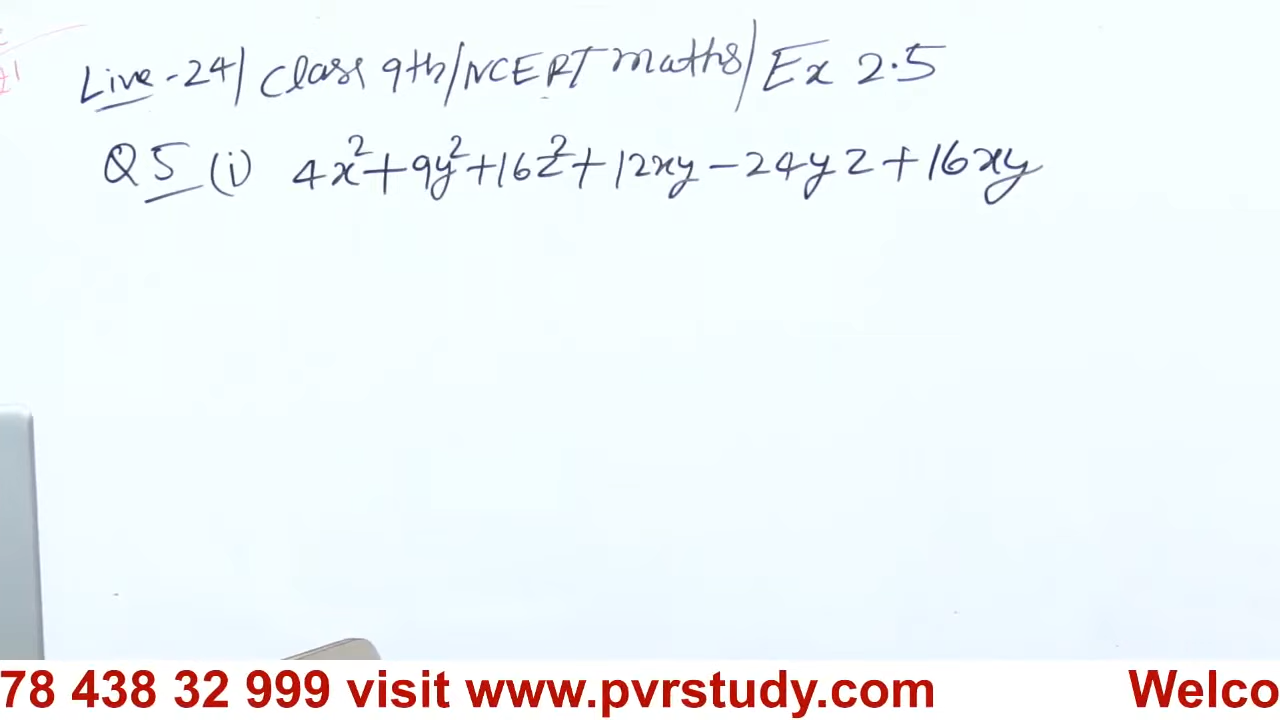 Live-24/ Class 9th/NCERT maths/ Ex 2.5
Q5 (i) 4x²+9y²+16z²+12xy-24yz+16xy
78 438 32 999 visit www.pvrstudy.com Welco